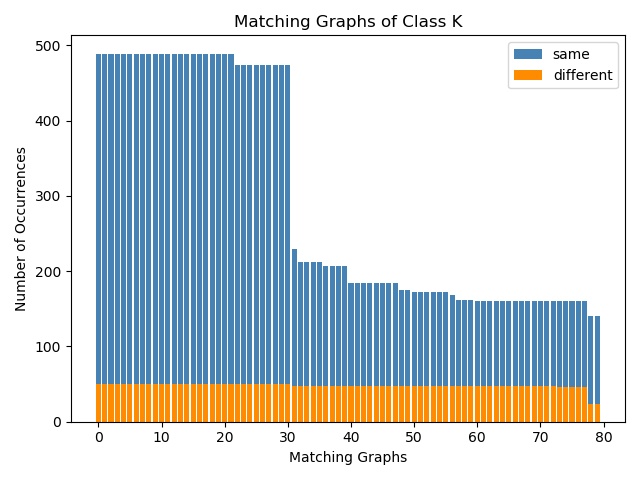 Matching Graphs of Class K
500
400
300
200
100
0
Number of Occurrences
same
different
0 10 20 30 40 50 60 70 80
Matching Graphs